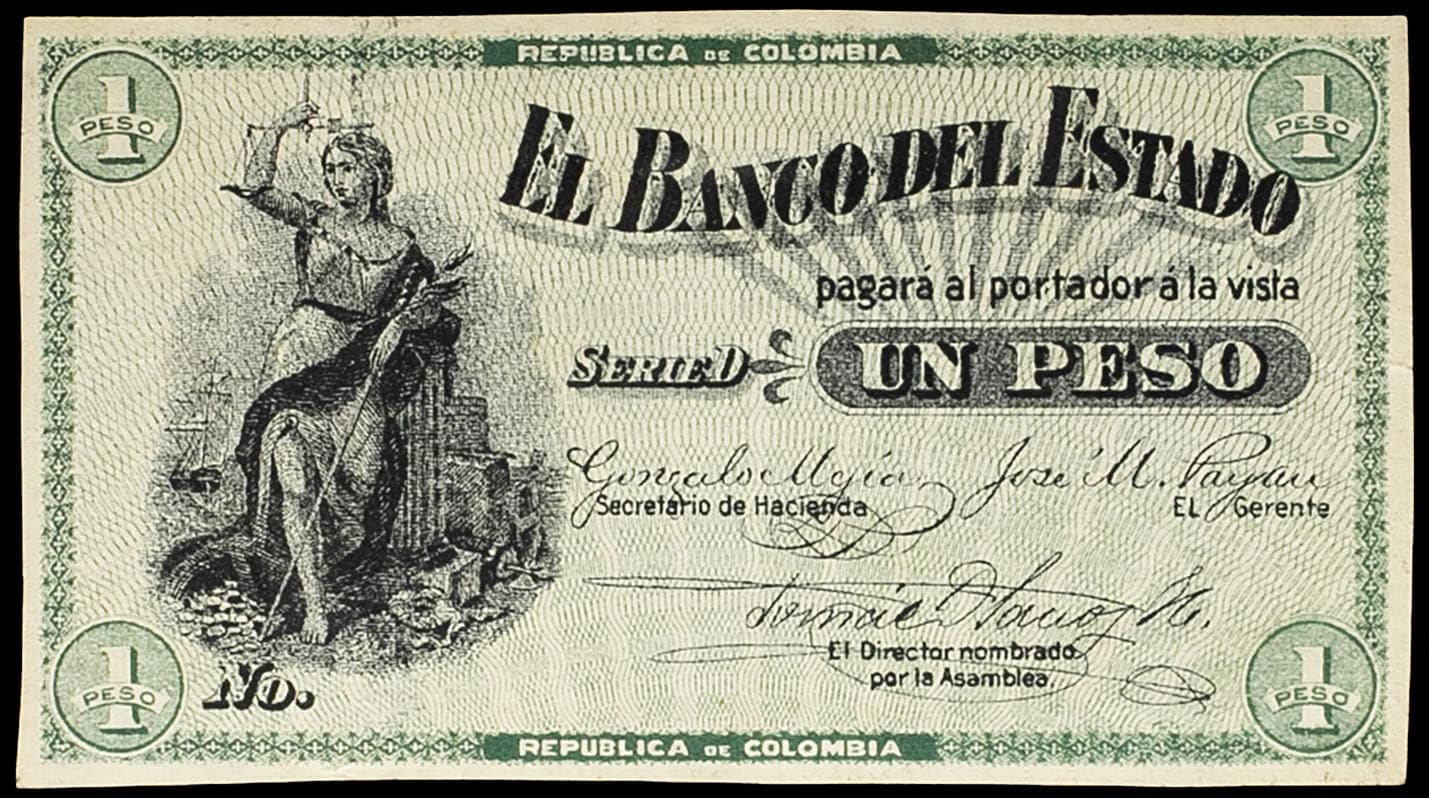 REPUBLICA DE COLOMBIA
1 PESO
1 PESO
EL BANCO DEL ESTADO
pagará al portador á la vista
SERIE D
UN PESO
Gonzalo Mejía
José M. Payan
Secretario de Hacienda
EL Gerente
El Director nombrado
por la Asamblea.
No.
1 PESO
1 PESO
REPUBLICA DE COLOMBIA